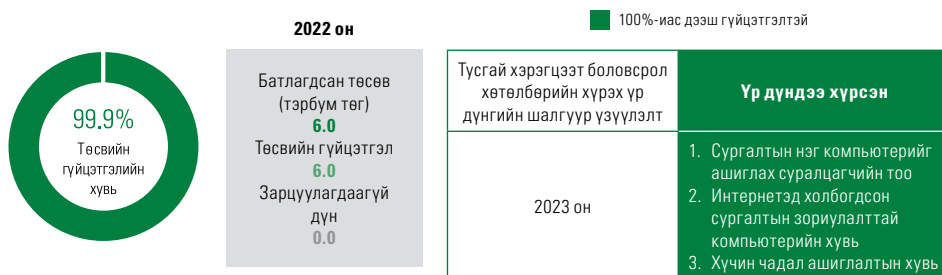 100%-иас дээш гүйцэтгэлтэй
2022 он
99.9%
Төсвийн
гүйцэтгэлийн
хувь
Батлагдсан төсөв
(тэрбум төг)
6.0
Төсвийн гүйцэтгэл
6.0
Зарцуулагдаагүй
дүн
0.0
Тусгай хэрэгцээт боловсрол
хөтөлбөрийн хүрэх үр
дүнгийн шалгуур үзүүлэлт
Үр дүндээ хүрсэн
2023 он
1. Сургалтын нэг компьютерийг
ашиглах суралцагчийн тоо
2. Интернетэд холбогдсон
сургалтын зориулалттай
компьютерийн хувь
3. Хүчин чадал ашиглалтын хувь